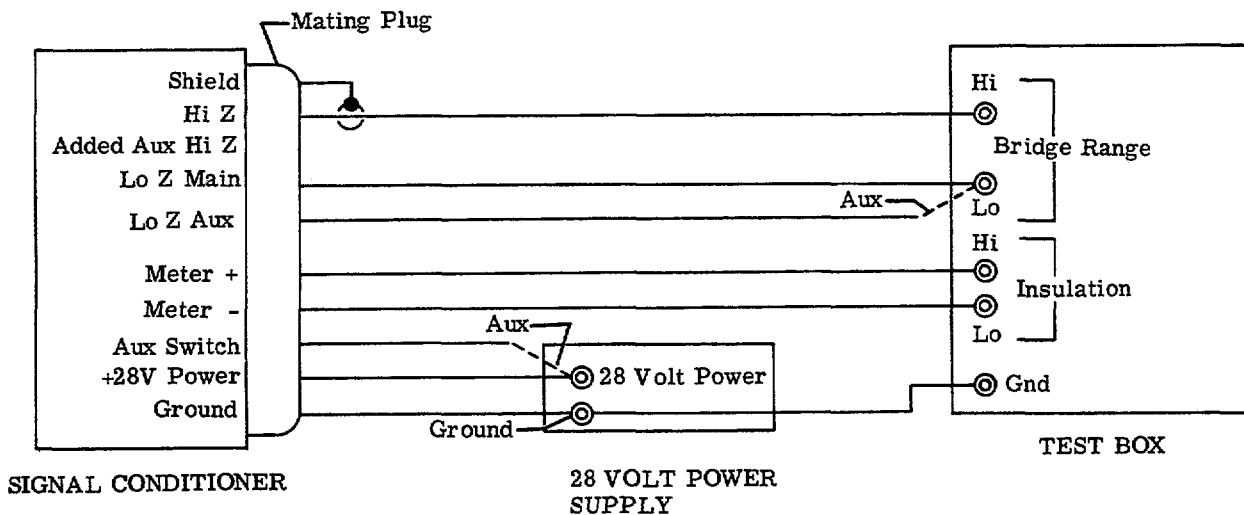 Mating Plug
Shield
Hi Z
Added Aux Hi Z
Lo Z Main
Lo Z Aux
Meter +
Meter -
Aux Switch
+28V Power
Ground
SIGNAL CONDITIONER
Aux
28 Volt Power
Ground
28 VOLT POWER
SUPPLY
Aux
Hi
Bridge Range
Lo
Hi
Insulation
Lo
Gnd
TEST BOX